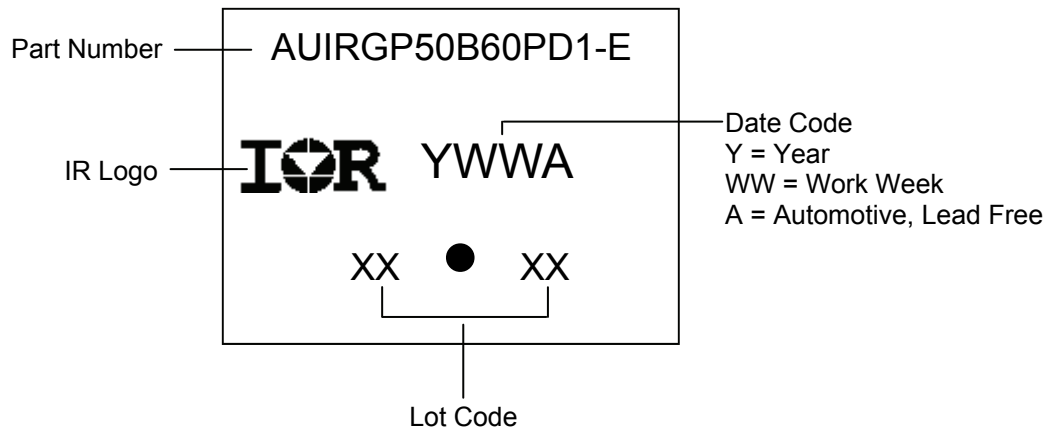 Part Number
AUIRGP50B60PD1-E
IR Logo
IOR
YWWA
Date Code
Y = Year
WW = Work Week
A = Automotive, Lead Free
XX ● XX
Lot Code